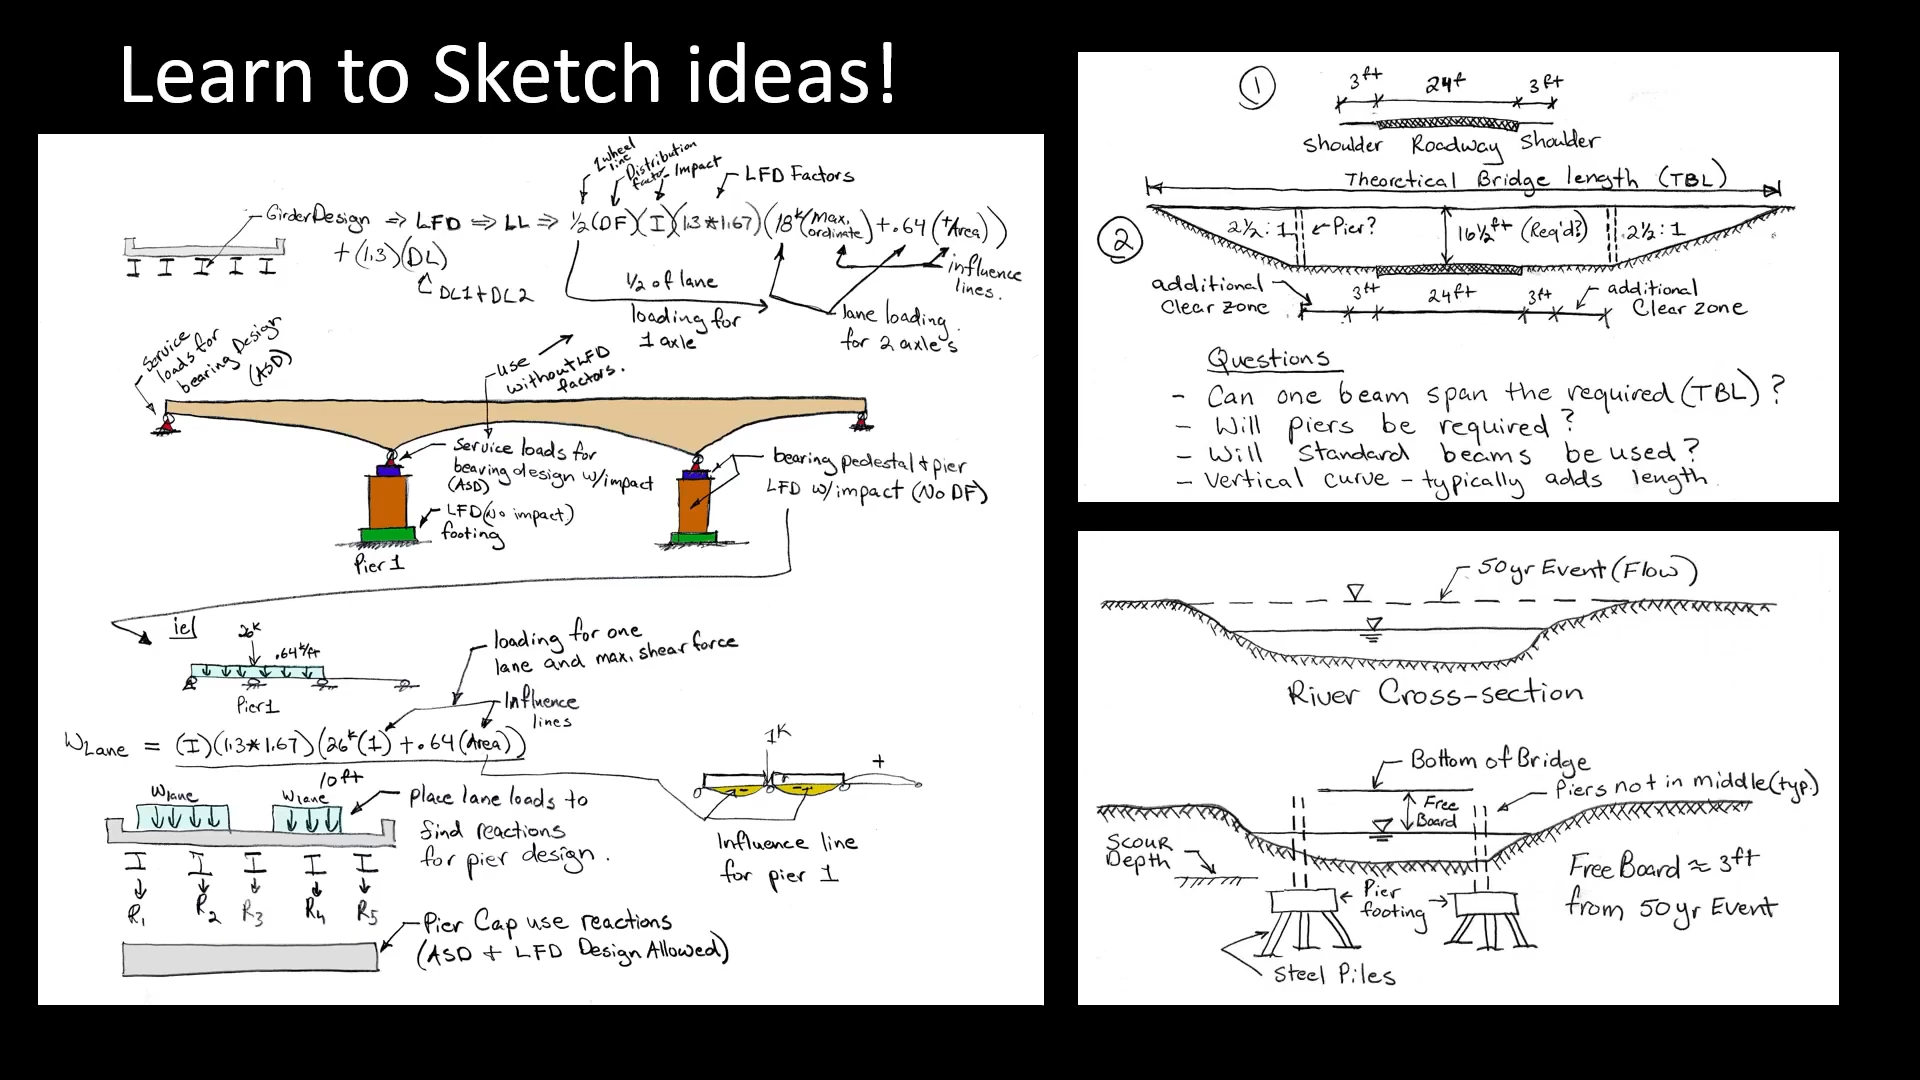 Learn to Sketch ideas!
1 wheel
line
Distribution
factor
Impact
LFD Factors
Girder Design => LFD => LL => 1/2 (DF)(I)(1.3*1.67)(18ᵏ(Max. ordinate) + .64 (+Area))
+ (1.3)(DL)
DL1 + DL2
1/2 of lane
loading for
1 axle
lane loading
for 2 axle's
influence
lines.
Service
loads for
bearing Design
(ASD)
use
without LFD
factors.
Service loads for
bearing design w/impact
(ASD)
LFD (No impact)
footing
Pier 1
bearing pedestal + pier
LFD w/impact (No DF)
ie/
26ᵏ
.64ᵏ/ft
Pier 1
loading for one
lane and max. shear force
Influence
lines
WLane = (I)(1.3*1.67)(26ᵏ(1) + .64 (Area))
10ft
Wlane
Wlane
place lane loads to
find reactions
for pier design.
I I I I I
R1 R2 R3 R4 R5
Pier Cap use reactions
(ASD + LFD Design Allowed)
1ᴷ
- - +
Influence line
for pier 1
1
3ft 24ft 3ft
Shoulder Roadway Shoulder
Theoretical Bridge length (TBL)
2
2½:1 Pier? 16½ft (Req'd?) 2½:1
additional
Clear zone
3ft 24ft 3ft
additional
Clear zone
Questions
- Can one beam span the required (TBL)?
- Will piers be required?
- Will standard beams be used?
- Vertical curve - typically adds length.
50yr Event (Flow)
River Cross-section
Bottom of Bridge
Piers not in middle (typ.)
Free
Board
Scour
Depth
Pier
footing
Steel Piles
Free Board ≈ 3ft
from 50yr Event